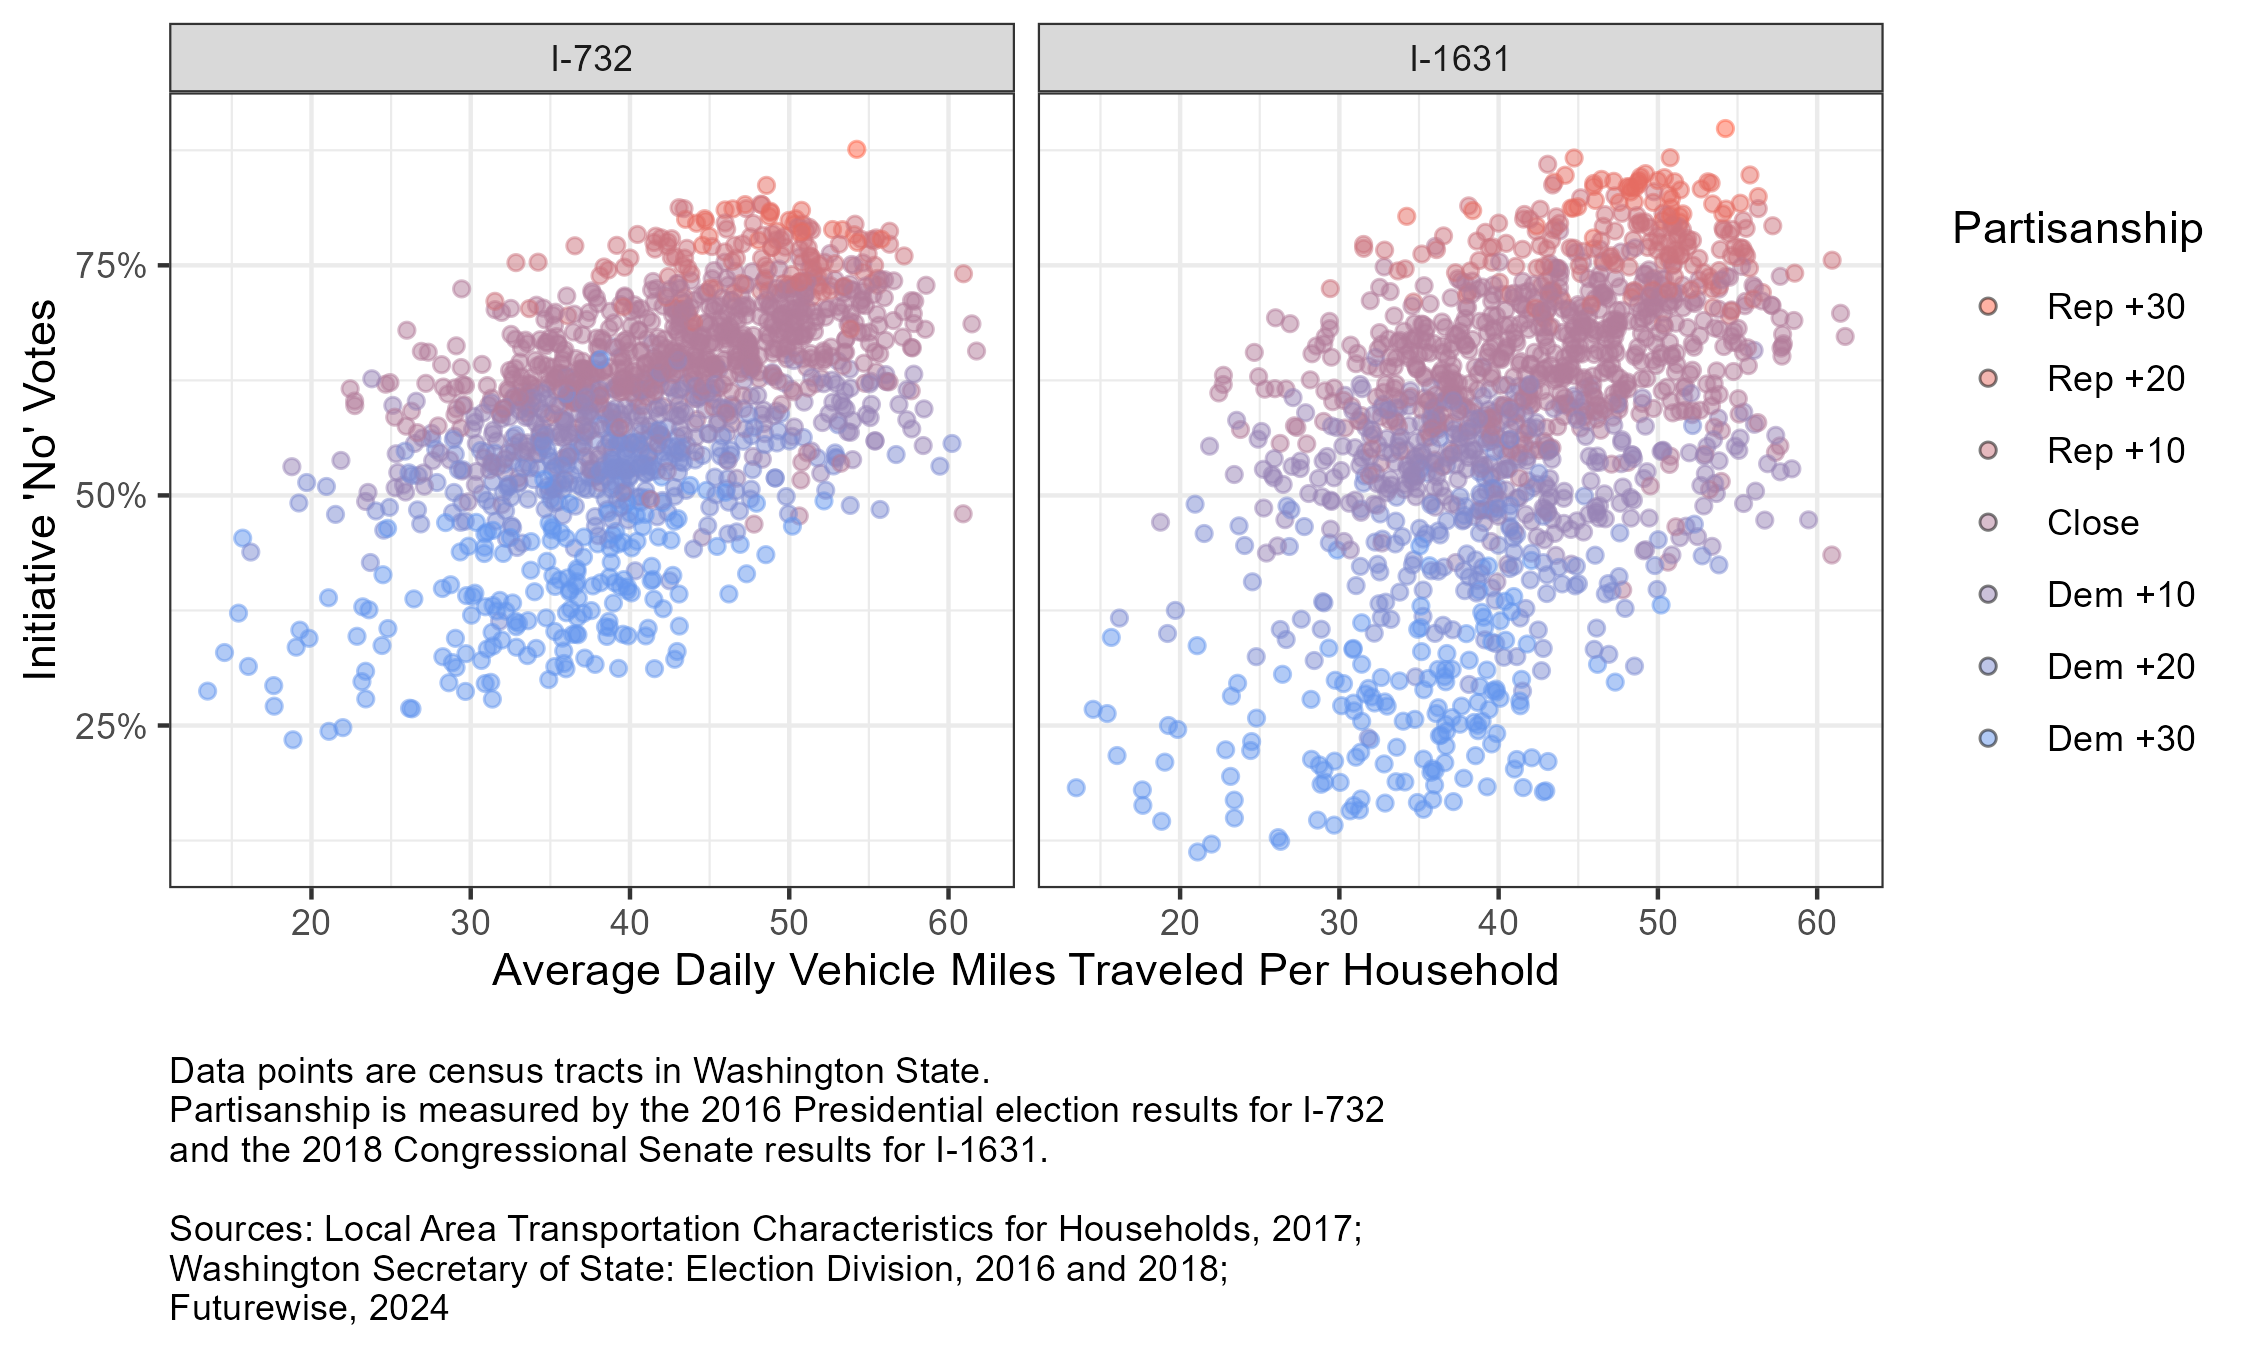 I-732
I-1631
Initiative 'No' Votes
75%
50%
25%
20 30 40 50 60
20 30 40 50 60
Average Daily Vehicle Miles Traveled Per Household
Partisanship
Rep +30
Rep +20
Rep +10
Close
Dem +10
Dem +20
Dem +30
Data points are census tracts in Washington State.
Partisanship is measured by the 2016 Presidential election results for I-732
and the 2018 Congressional Senate results for I-1631.
Sources: Local Area Transportation Characteristics for Households, 2017;
Washington Secretary of State: Election Division, 2016 and 2018;
Futurewise, 2024